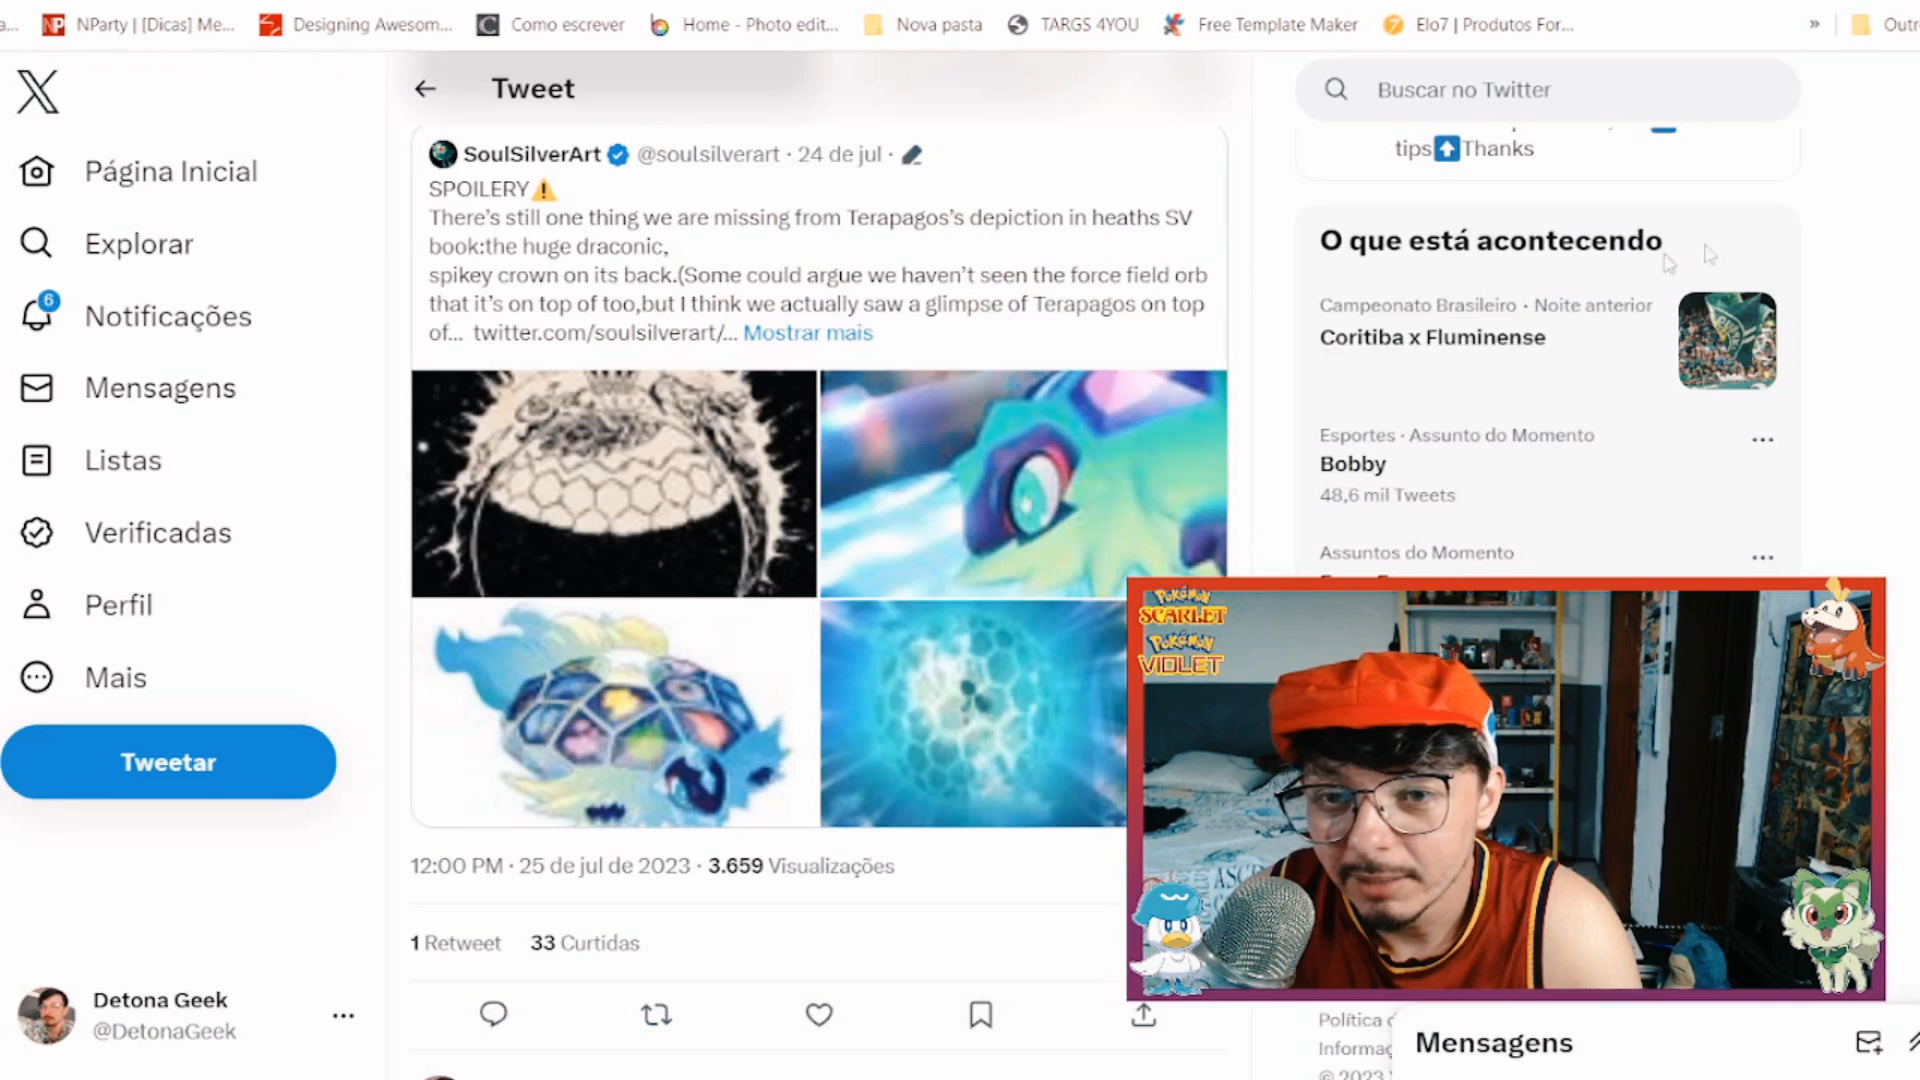 NParty | [Dicas] Me...
Designing Awesom...
Como escrever
Home - Photo edit...
Nova pasta
TARGS 4YOU
Free Template Maker
Elo7 | Produtos For...
»
Página Inicial
Explorar
6
Notificações
Mensagens
Listas
Verificadas
Perfil
Mais
Tweetar
Detona Geek
@DetonaGeek
Tweet
SoulSilverArt @soulsilverart · 24 de jul ·
SPOILERY⚠️
There's still one thing we are missing from Terapagos's depiction in heaths SV
book:the huge draconic,
spikey crown on its back.(Some could argue we haven't seen the force field orb
that it's on top of too,but I think we actually saw a glimpse of Terapagos on top
of... twitter.com/soulsilverart/... Mostrar mais
12:00 PM · 25 de jul de 2023 · 3.659 Visualizações
1 Retweet 33 Curtidas
Buscar no Twitter
tips⬆️Thanks
O que está acontecendo
Campeonato Brasileiro · Noite anterior
Coritiba x Fluminense
Esportes · Assunto do Momento
Bobby
48,6 mil Tweets
Assuntos do Momento
POKéMON
SCARLET
POKéMON
VIOLET
Política
© 2023
Mensagens